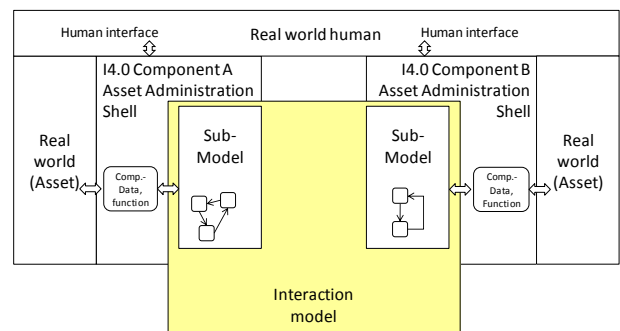 Human interface
Real world human
Human interface
I4.0 Component A
Asset Administration
Shell
I4.0 Component B
Asset Administration
Shell
Real
world
(Asset)
Comp.-
Data,
function
Sub-
Model
Sub-
Model
Comp.-
Data,
Function
Real
world
(Asset)
Interaction
model